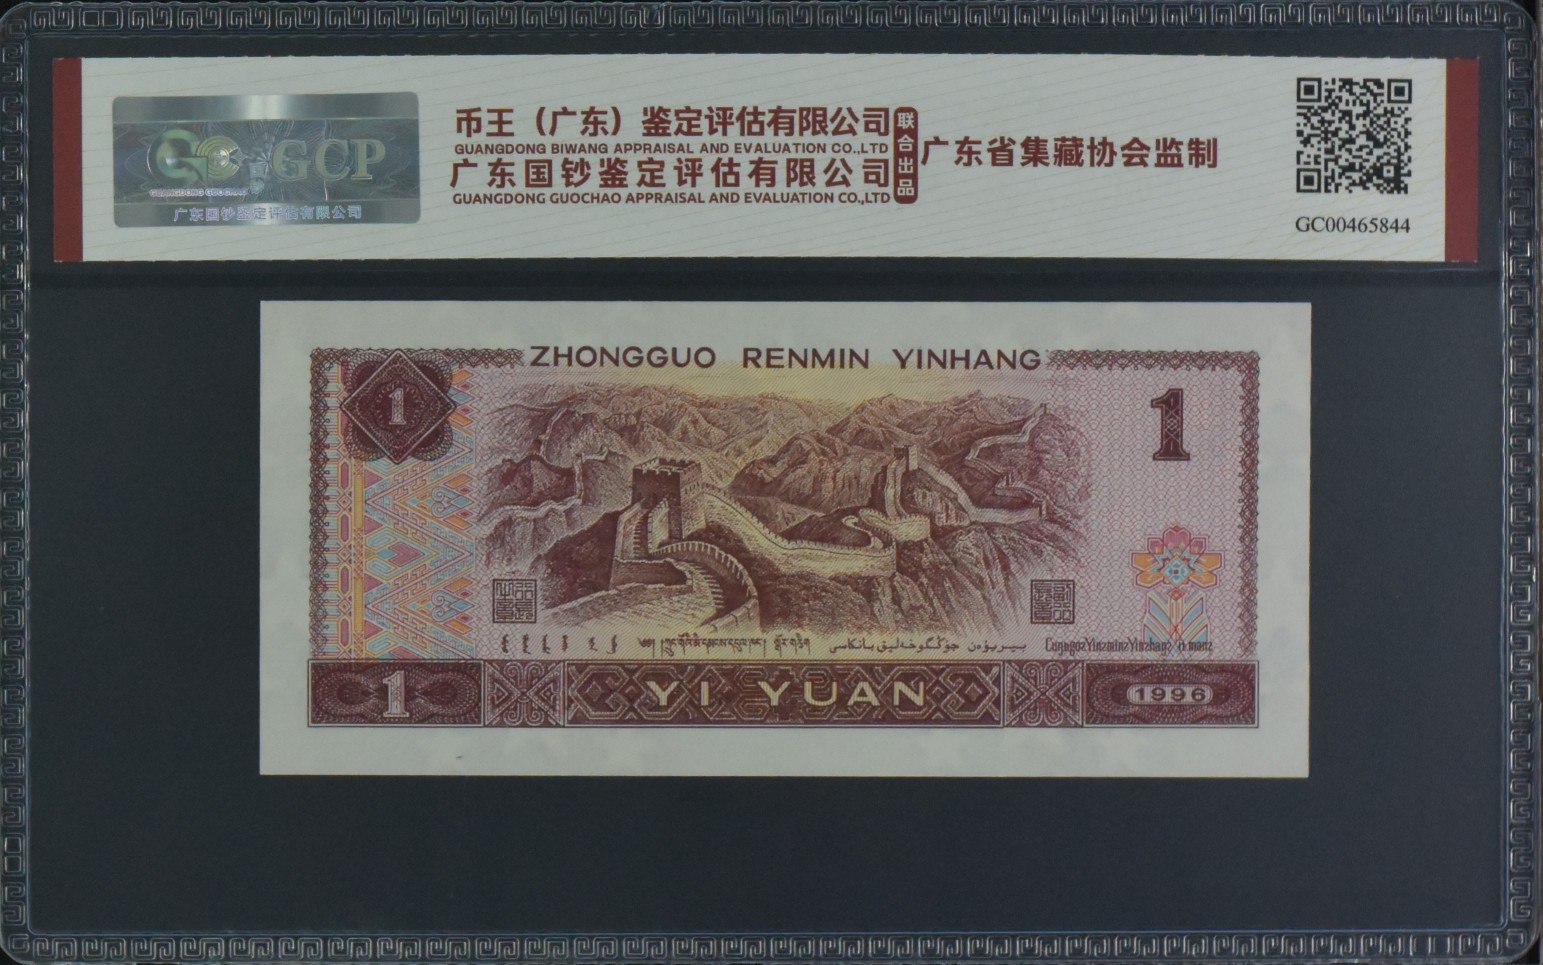 GCP
GUANGDONG GUOCHAO
广东国钞鉴定评估有限公司
币王（广东）鉴定评估有限公司
GUANGDONG BIWANG APPRAISAL AND EVALUATION CO.,LTD
广东国钞鉴定评估有限公司
GUANGDONG GUOCHAO APPRAISAL AND EVALUATION CO.,LTD
联合出品
广东省集藏协会监制
GC00465844
ZHONGGUO RENMIN YINHANG
1
1
1
YI YUAN
1996